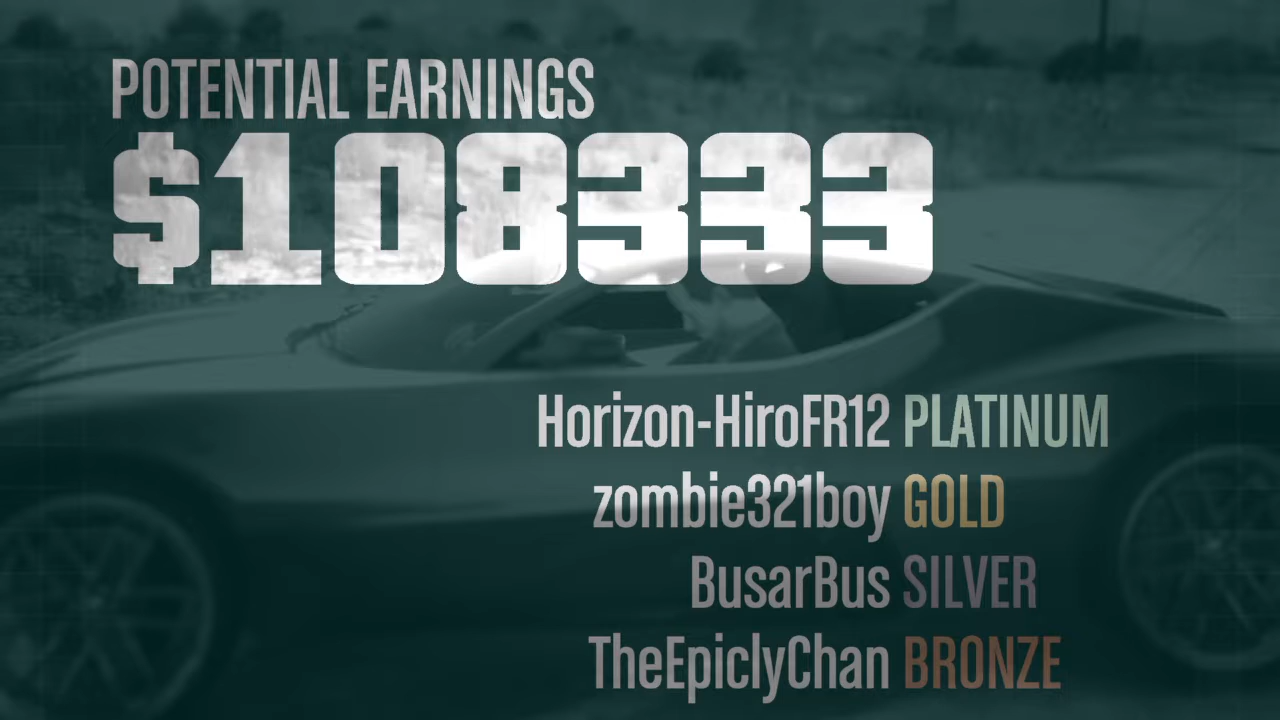 POTENTIAL EARNINGS
$108333
Horizon-HiroFR12 PLATINUM
zombie321boy GOLD
BusarBus SILVER
TheEpiclyChan BRONZE